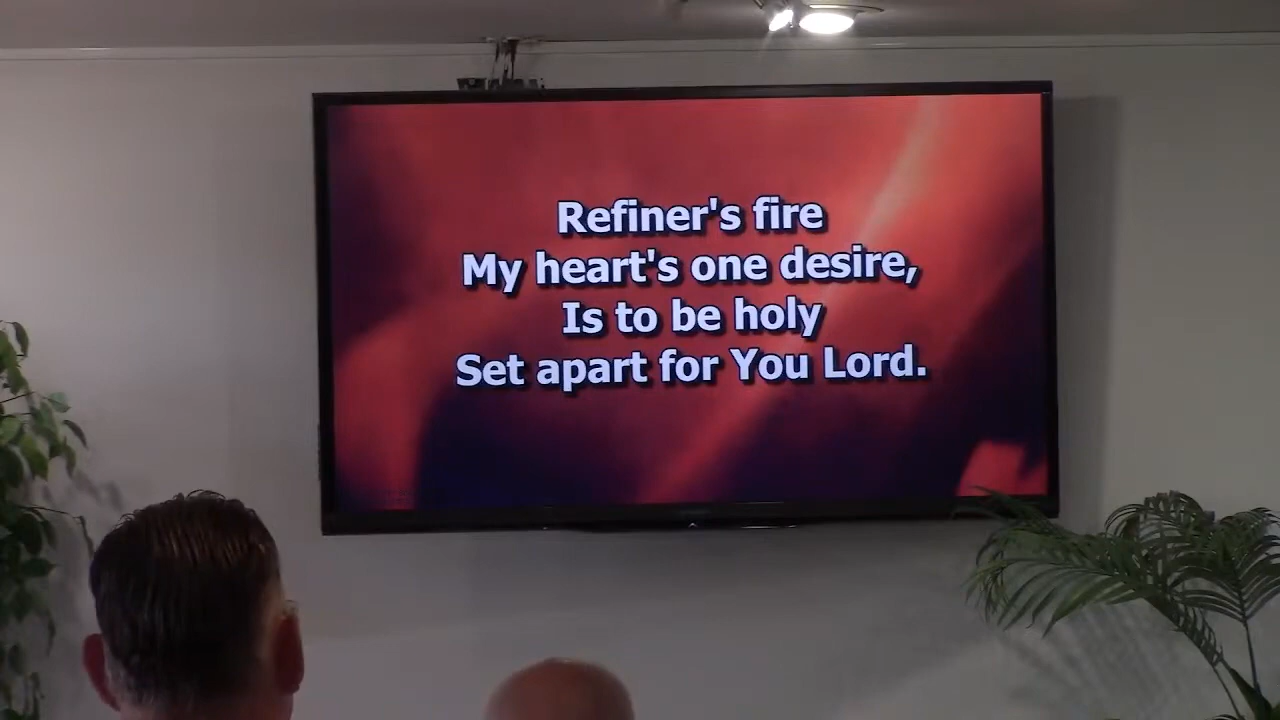 Refiner's fire
My heart's one desire,
Is to be holy
Set apart for You Lord.